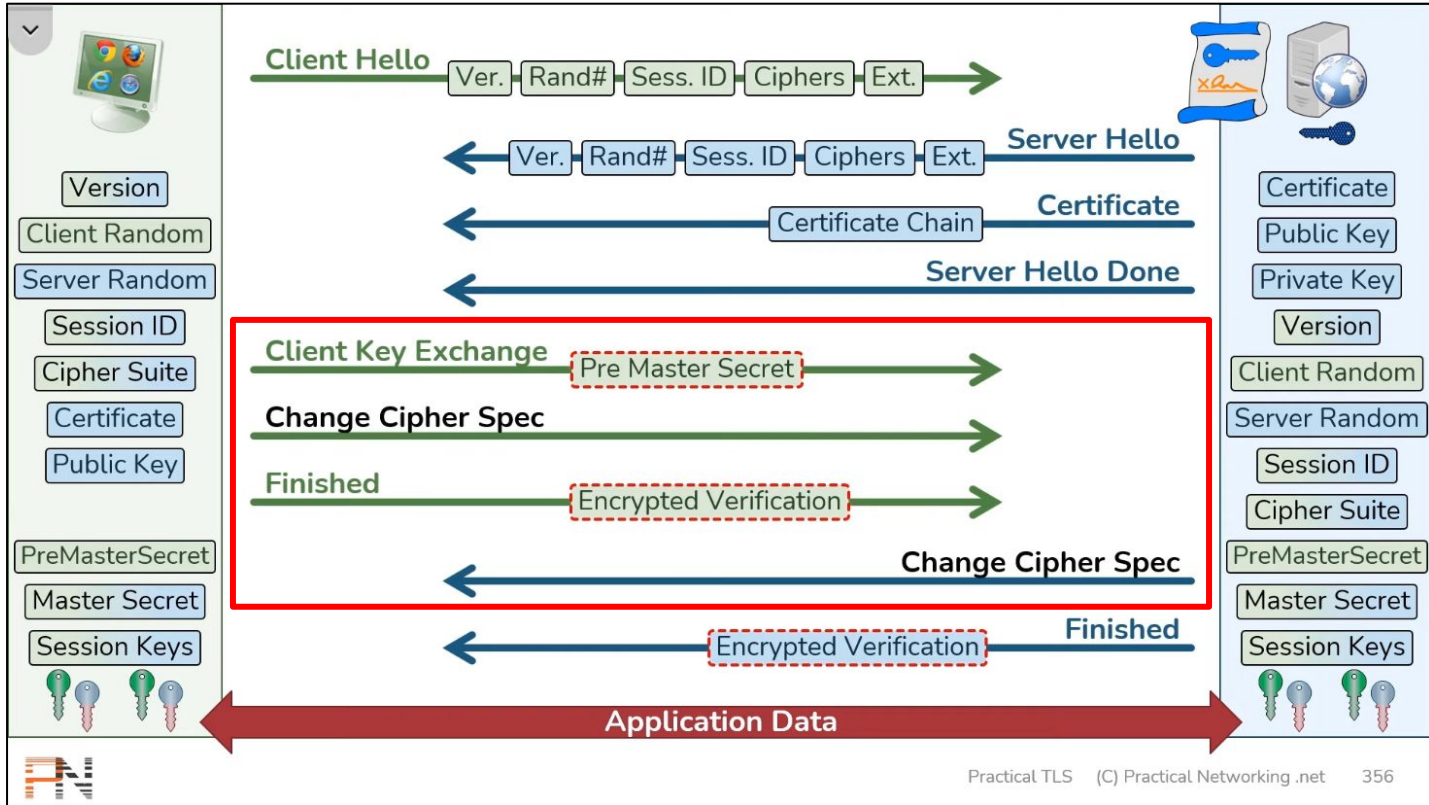 Client Hello
Ver. Rand# Sess. ID Ciphers Ext.
Server Hello
Ver. Rand# Sess. ID Ciphers Ext.
Certificate
Certificate Chain
Server Hello Done
Client Key Exchange
Pre Master Secret
Change Cipher Spec
Finished
Encrypted Verification
Change Cipher Spec
Finished
Encrypted Verification
Application Data
Version
Client Random
Server Random
Session ID
Cipher Suite
Certificate
Public Key
PreMasterSecret
Master Secret
Session Keys
Certificate
Public Key
Private Key
Version
Client Random
Server Random
Session ID
Cipher Suite
PreMasterSecret
Master Secret
Session Keys
PN
Practical TLS (C) Practical Networking .net 356